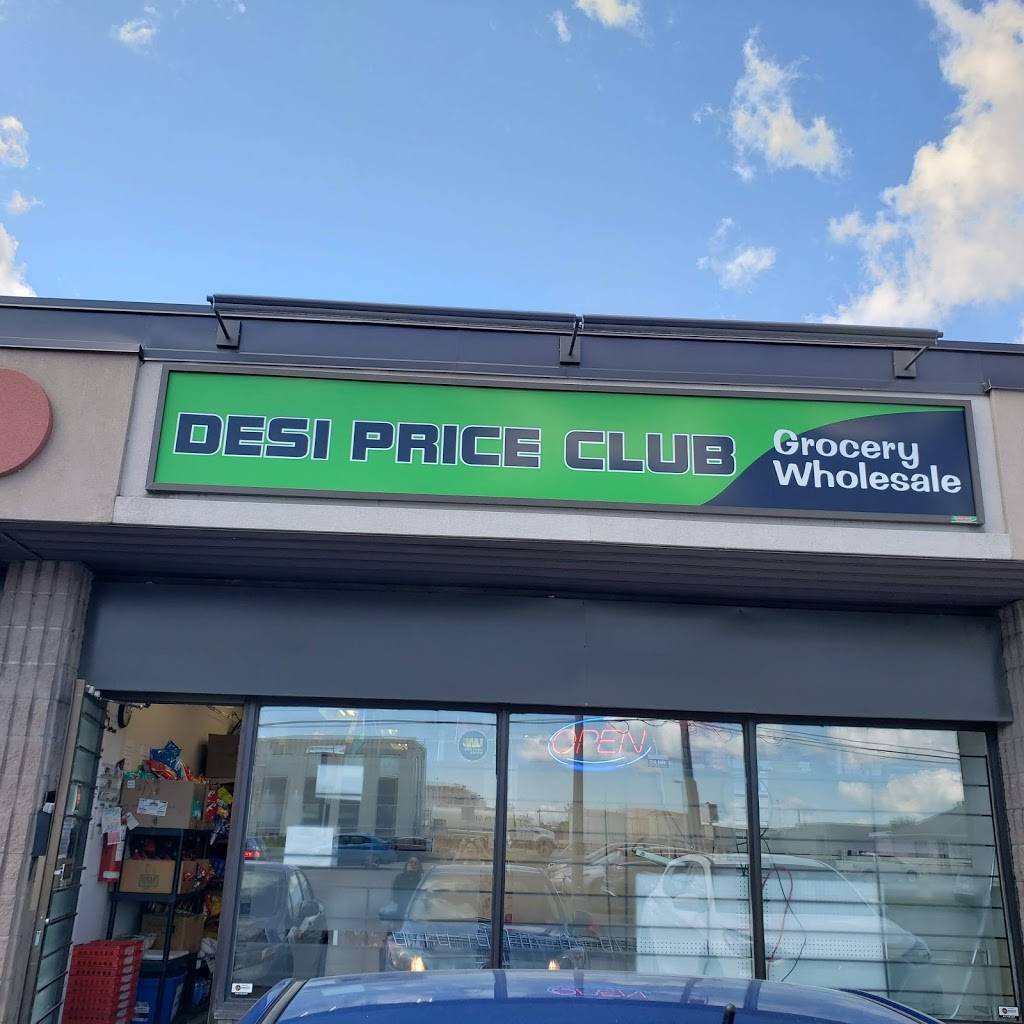 DESI PRICE CLUB
Grocery
Wholesale
OPEN